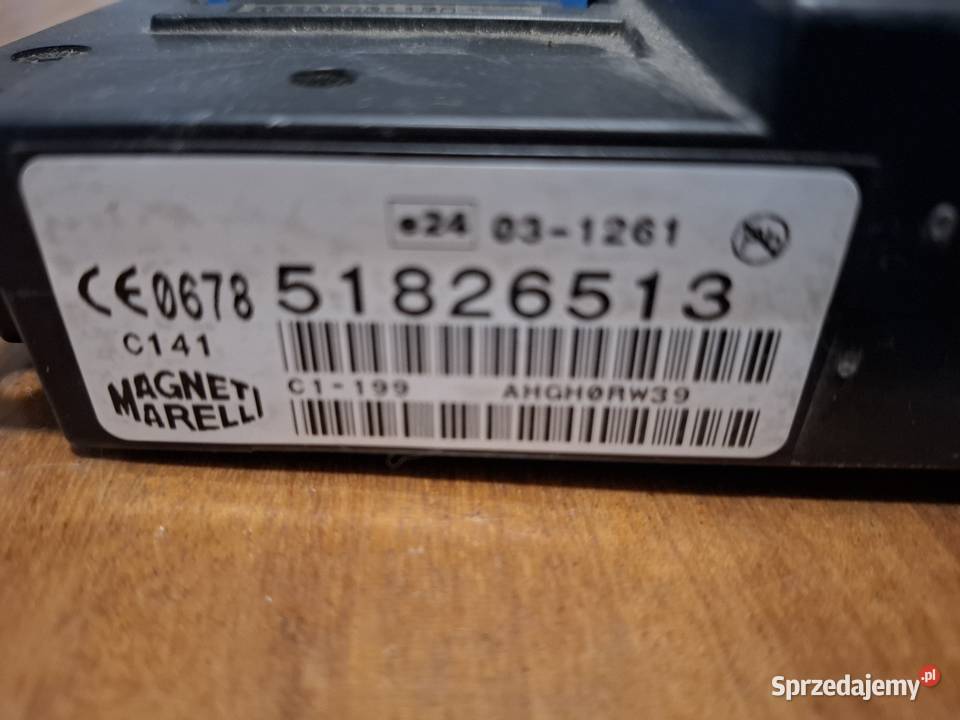 e24 03-1261
CE0678 51826513
C141
C1-199 AHGH0RW39
MAGNETI
MARELLI
Sprzedajemy.pl